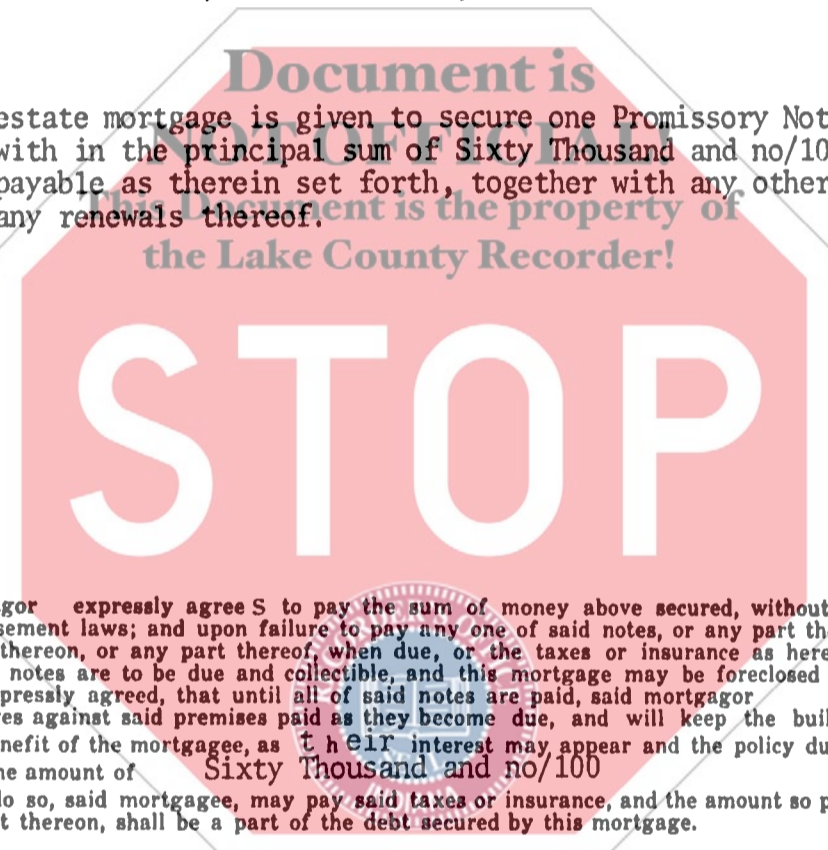 Document is
NOT OFFICIAL!
estate mortgage is given to secure one Promissory Not
with in the principal sum of Sixty Thousand and no/10
payable as therein set forth, together with any other
This Document is the property of
any renewals thereof.
the Lake County Recorder!
STOP
gor expressly agree S to pay the sum of money above secured, without
sement laws; and upon failure to pay any one of said notes, or any part th
thereon, or any part thereof, when due, or the taxes or insurance as here
notes are to be due and collectible, and this mortgage may be foreclosed
pressly agreed, that until all of said notes are paid, said mortgagor
es against said premises paid as they become due, and will keep the buil
nefit of the mortgagee, as their interest may appear and the policy du
e amount of Sixty Thousand and no/100
lo so, said mortgagee, may pay said taxes or insurance, and the amount so p
t thereon, shall be a part of the debt secured by this mortgage.